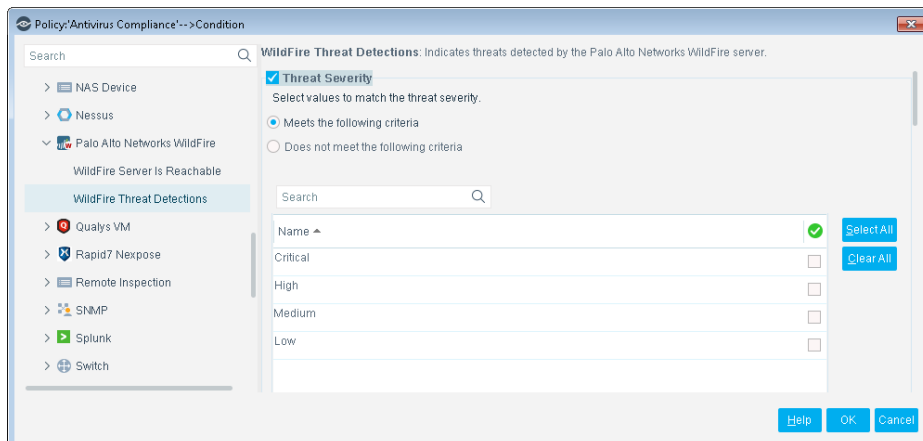 Policy:'Antivirus Compliance'-->Condition
Search
NAS Device
Nessus
Palo Alto Networks WildFire
WildFire Server Is Reachable
WildFire Threat Detections
Qualys VM
Rapid7 Nexpose
Remote Inspection
SNMP
Splunk
Switch
WildFire Threat Detections: Indicates threats detected by the Palo Alto Networks WildFire server.
Threat Severity
Select values to match the threat severity.
Meets the following criteria
Does not meet the following criteria
Search
Name
Critical
High
Medium
Low
Select All
Clear All
Help OK Cancel